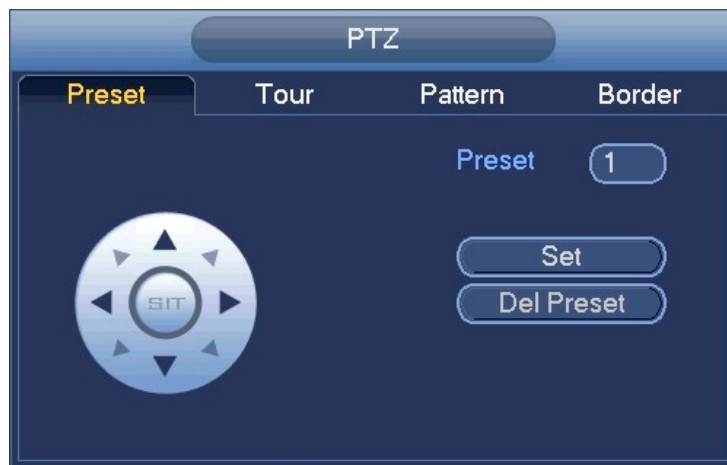 PTZ
Preset Tour Pattern Border
Preset 1
SIT
Set
Del Preset